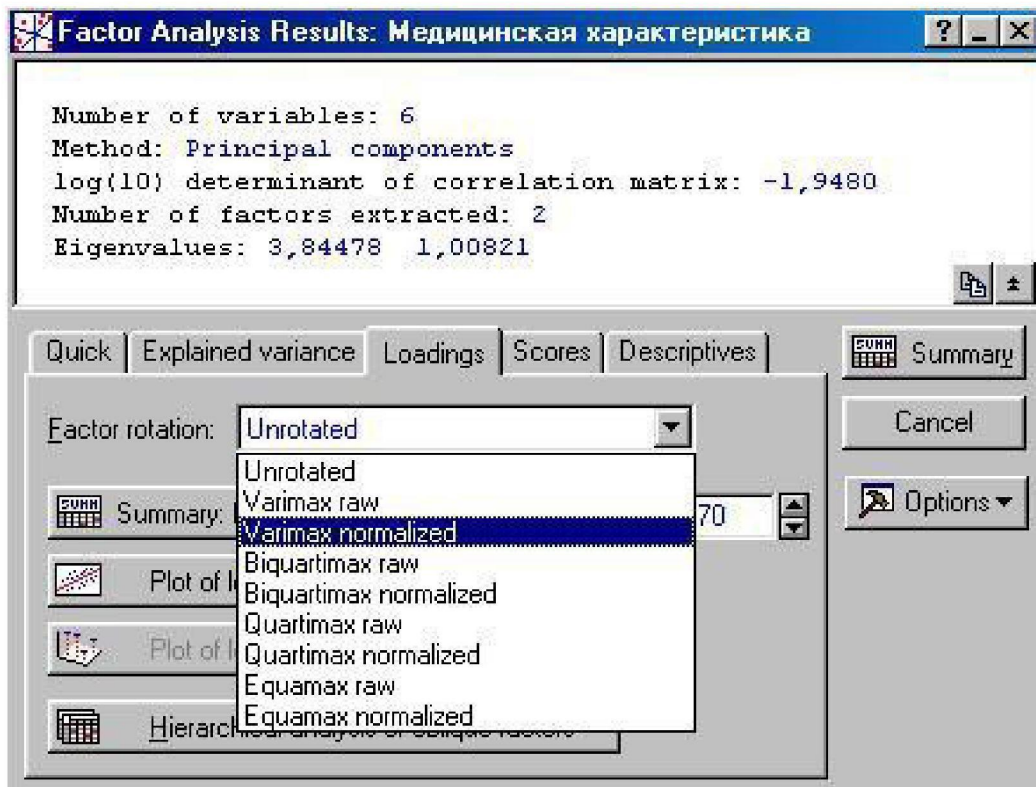 Factor Analysis Results: Медицинская характеристика
Number of variables: 6
Method: Principal components
log(10) determinant of correlation matrix: -1,9480
Number of factors extracted: 2
Eigenvalues: 3,84478 1,00821
Quick Explained variance Loadings Scores Descriptives
Summary
Cancel
Options
Factor rotation: Unrotated
Unrotated
Varimax raw
Varimax normalized
Biquartimax raw
Biquartimax normalized
Quartimax raw
Quartimax normalized
Equamax raw
Equamax normalized
Summary: 70
Plot of
Plot of
Hierarchical analysis of oblique factors